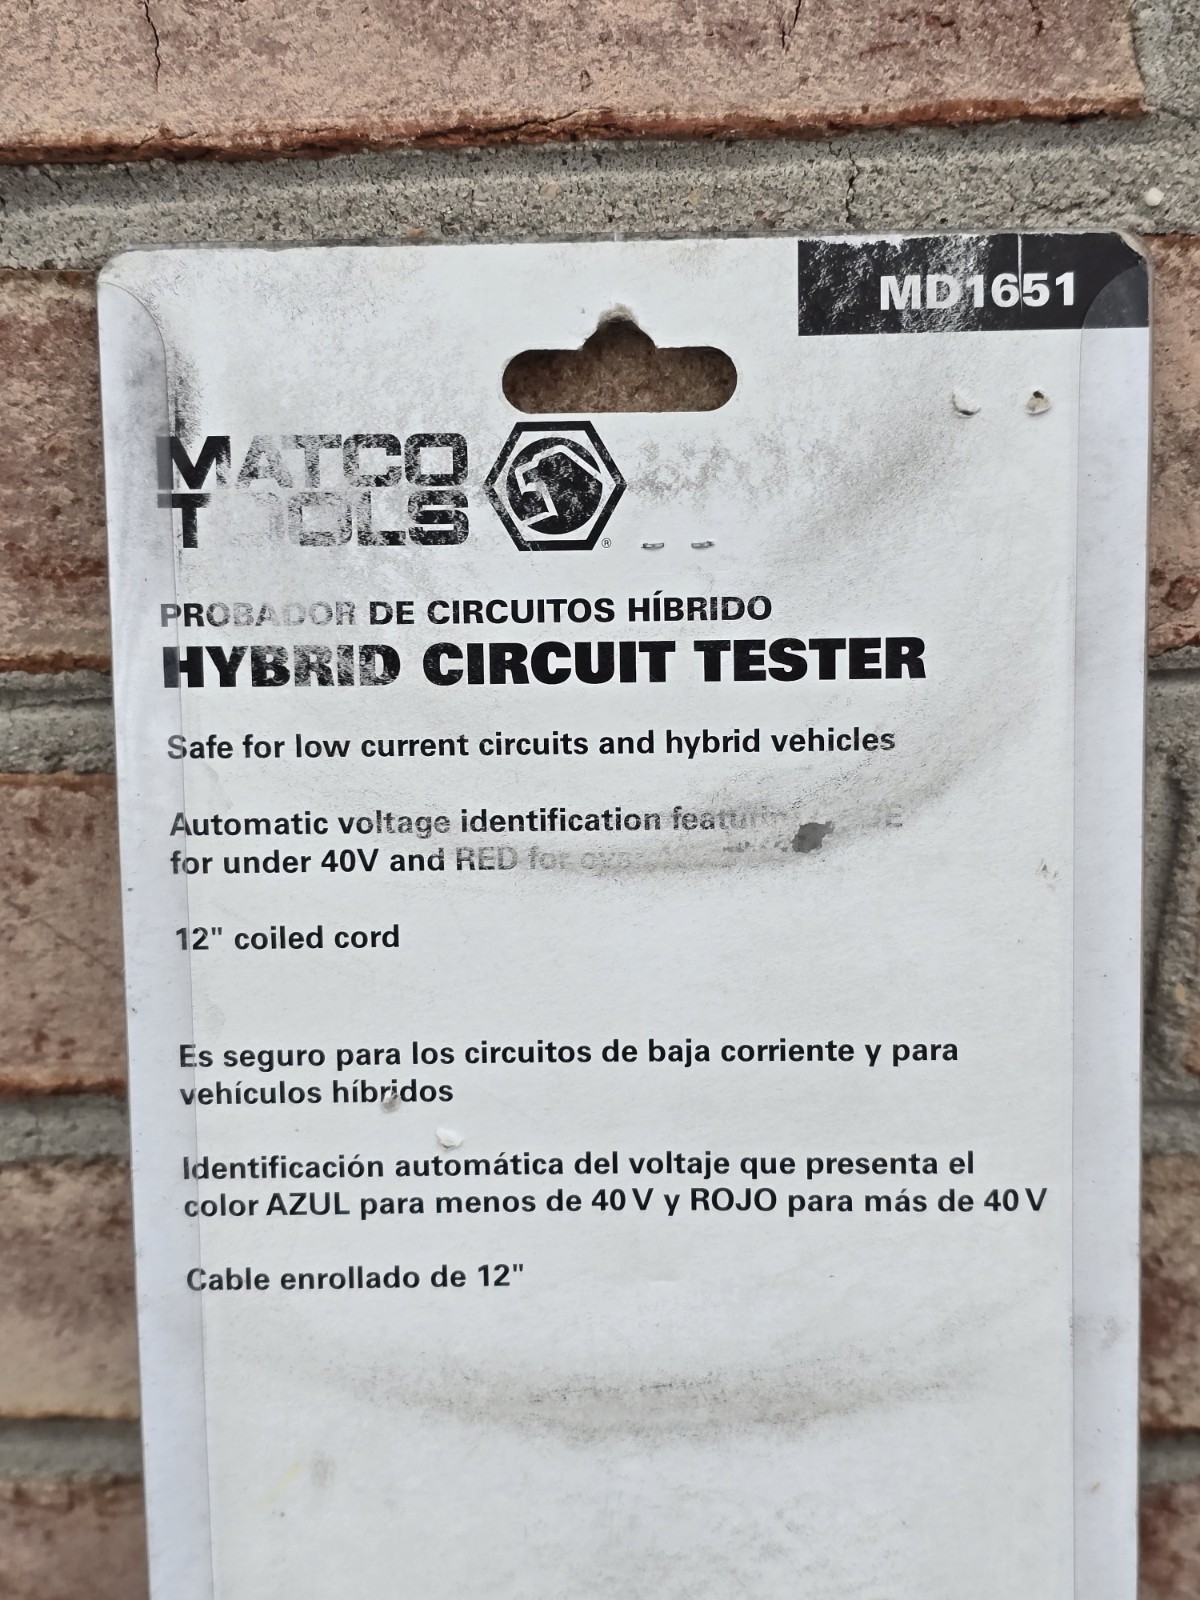 MD1651
MATCO
TOOLS
®
PROBADOR DE CIRCUITOS HÍBRIDO
HYBRID CIRCUIT TESTER
Safe for low current circuits and hybrid vehicles
Automatic voltage identification featuring
for under 40V and RED for over
12" coiled cord
Es seguro para los circuitos de baja corriente y para
vehículos híbridos
Identificación automática del voltaje que presenta el
color AZUL para menos de 40 V y ROJO para más de 40 V
Cable enrollado de 12"